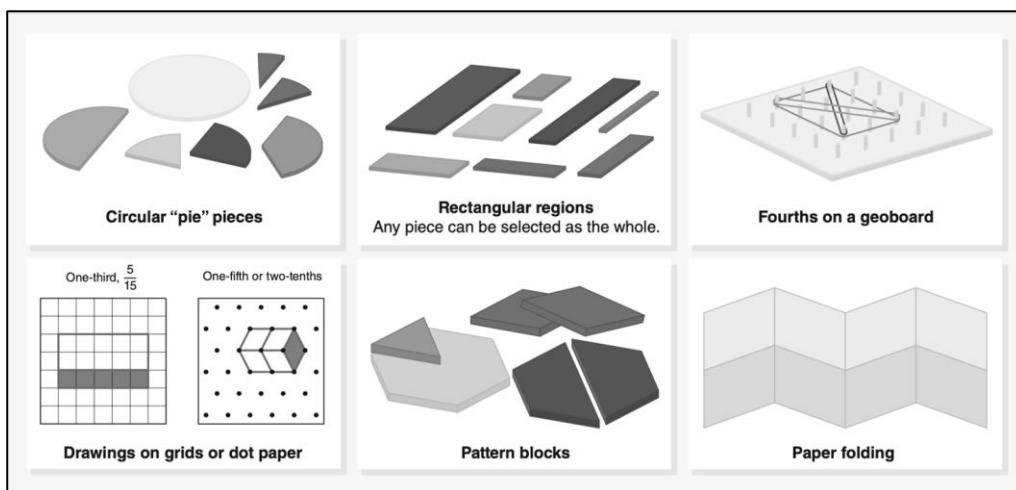 Circular “pie” pieces
Rectangular regions
Any piece can be selected as the whole.
Fourths on a geoboard
One-third, 5/15
One-fifth or two-tenths
Drawings on grids or dot paper
Pattern blocks
Paper folding